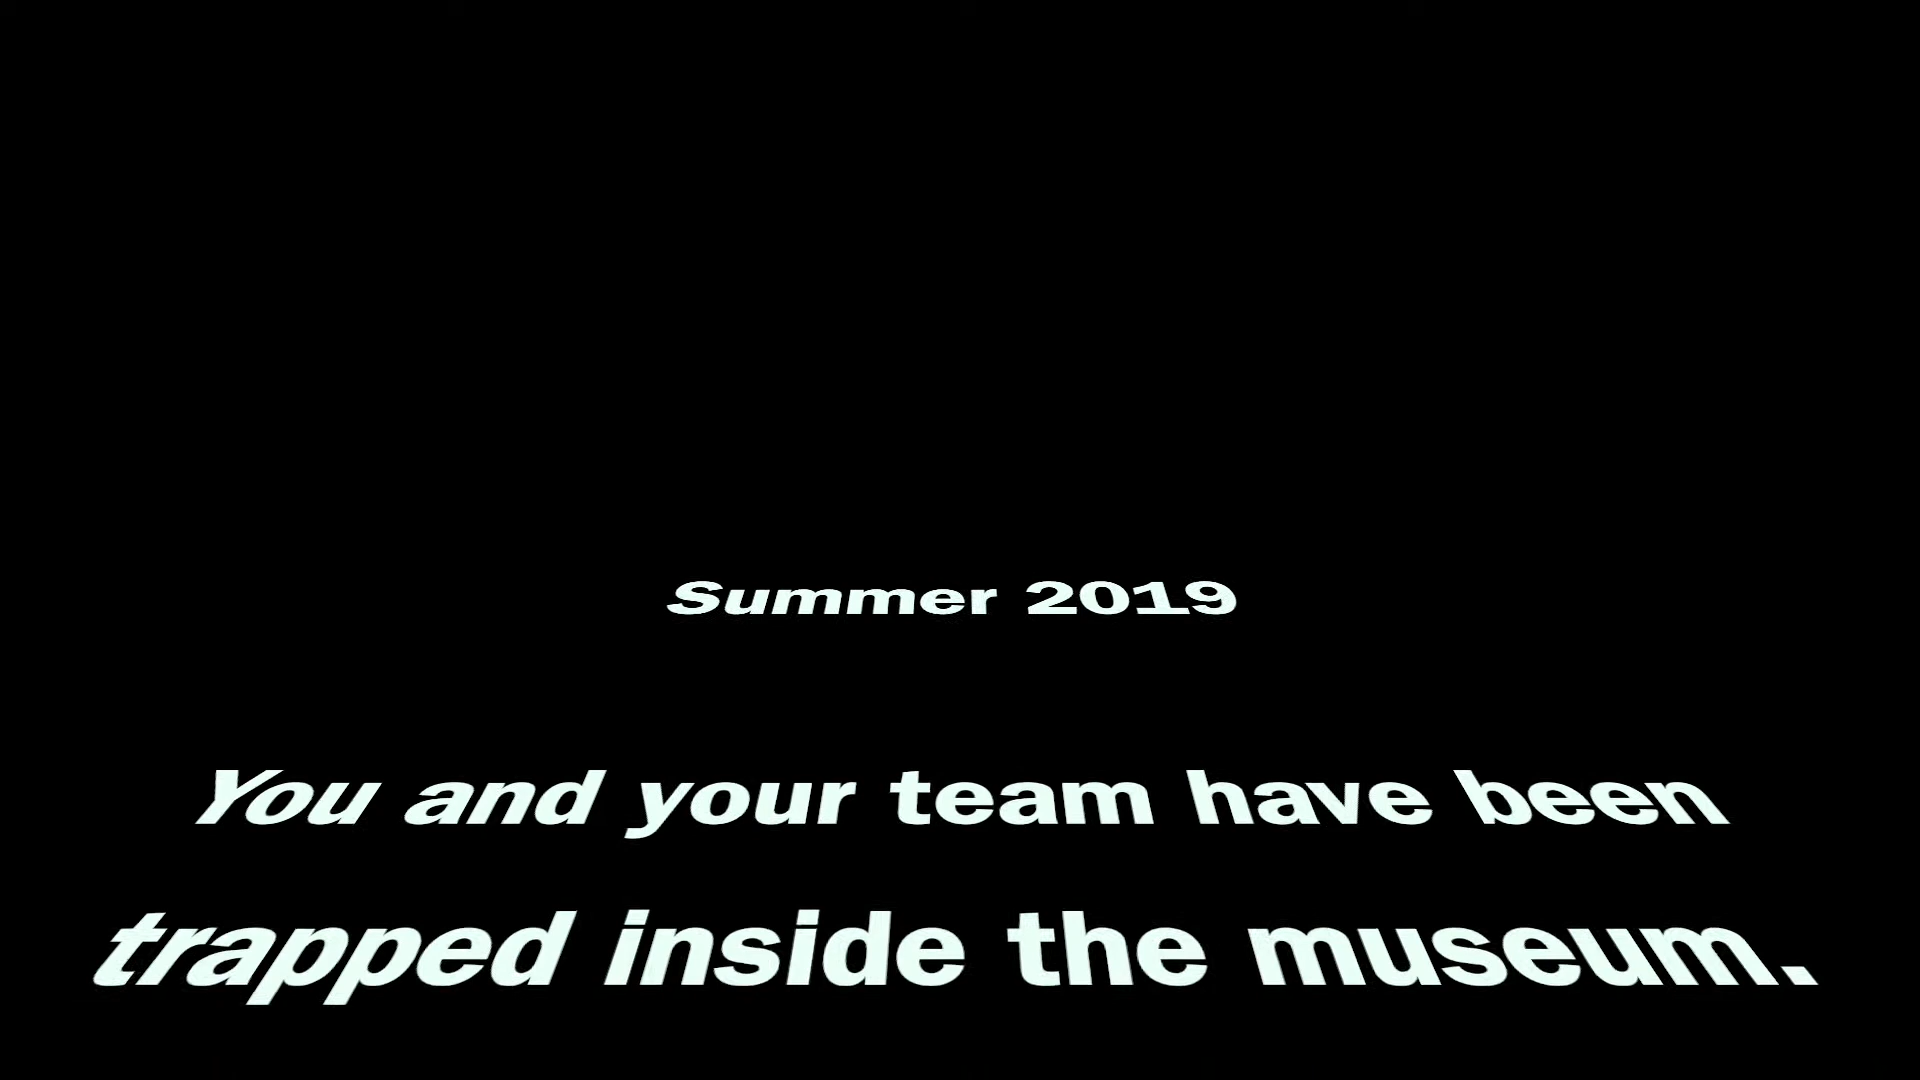 Summer 2019
You and your team have been
trapped inside the museum.